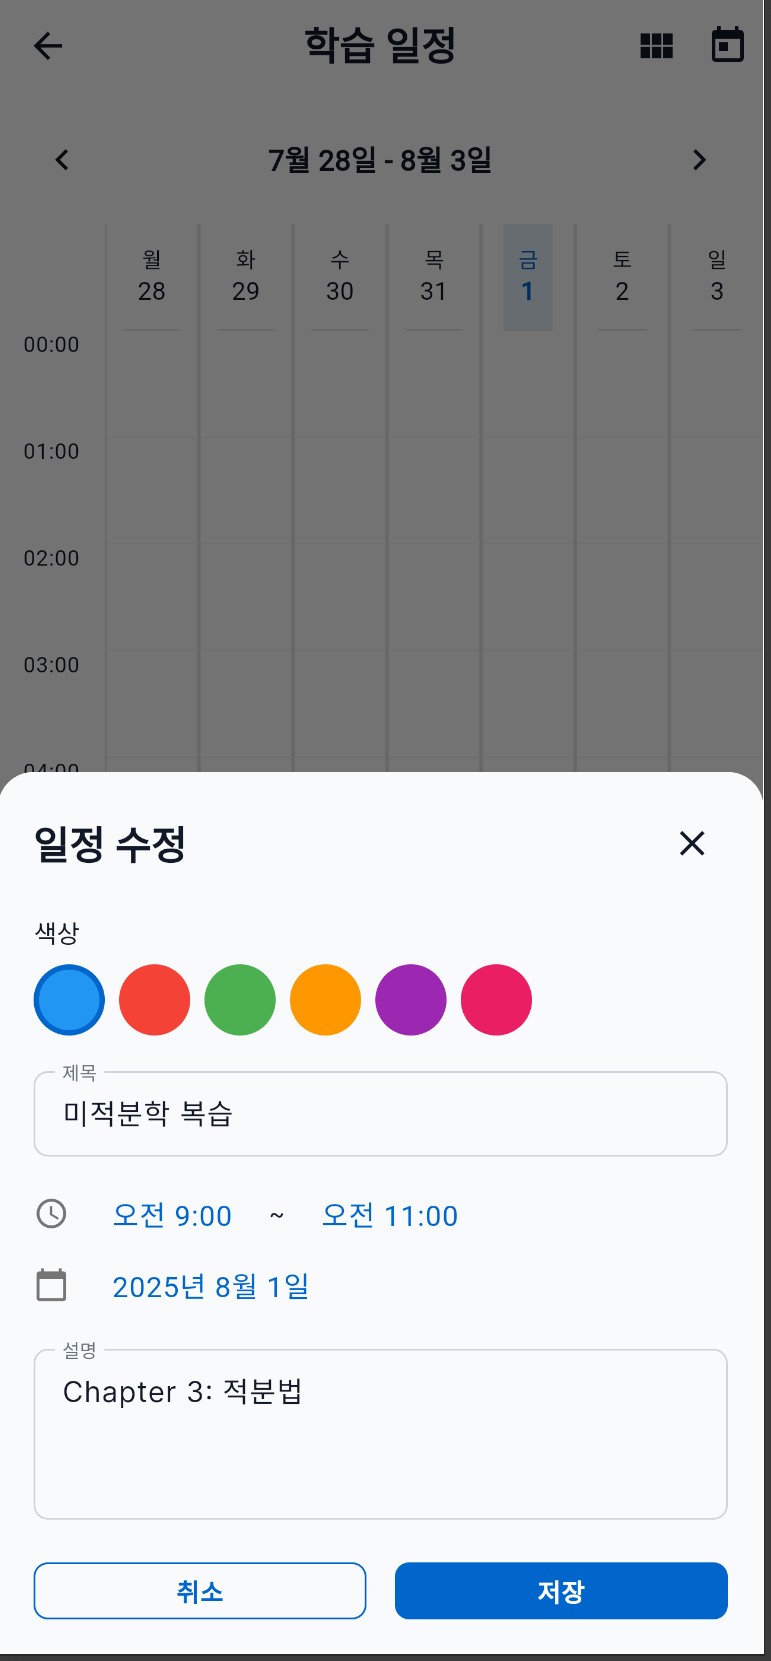 학습 일정
7월 28일 - 8월 3일
월 화 수 목 금 토 일
28 29 30 31 1 2 3
00:00
01:00
02:00
03:00
04:00
일정 수정
색상
제목
미적분학 복습
오전 9:00 ~ 오전 11:00
2025년 8월 1일
설명
Chapter 3: 적분법
취소 저장